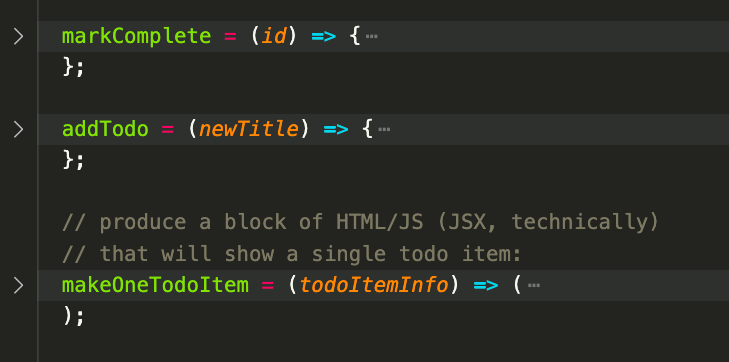 markComplete = (id) => {⋯
};
addTodo = (newTitle) => {⋯
};
// produce a block of HTML/JS (JSX, technically)
// that will show a single todo item:
makeOneTodoItem = (todoItemInfo) => (⋯
);